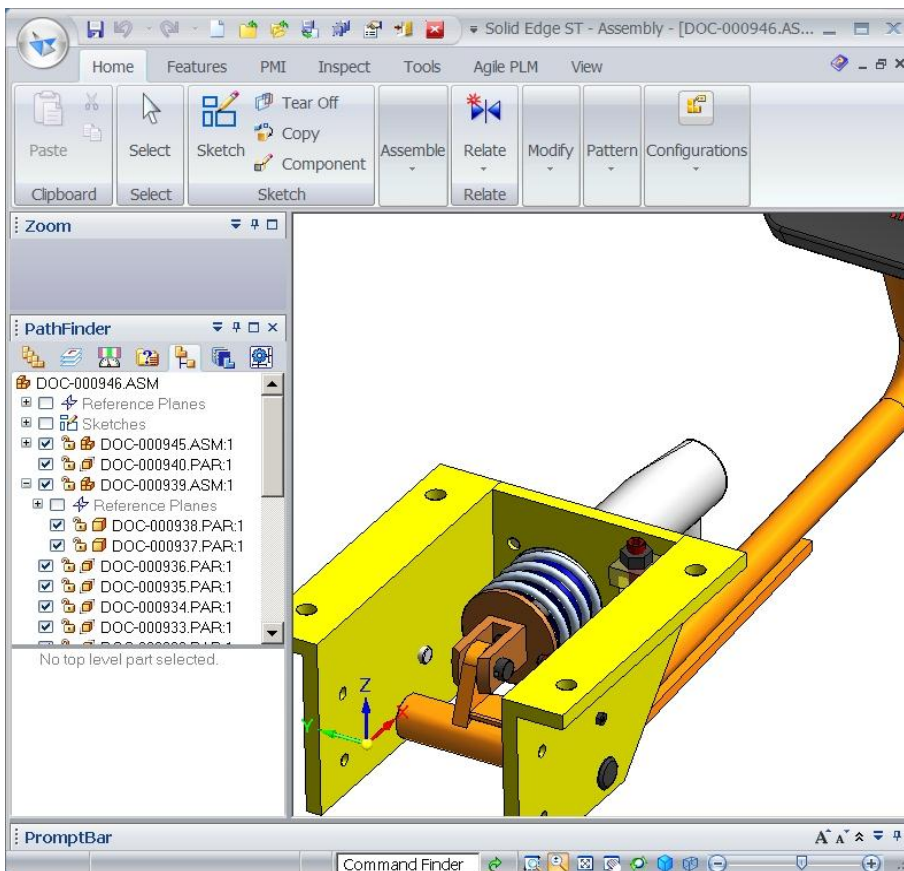 Solid Edge ST - Assembly - [DOC-000946.AS...
Home Features PMI Inspect Tools Agile PLM View
Paste
Select
Sketch
Tear Off
Copy
Component
Assemble
Relate
Modify
Pattern
Configurations
Clipboard
Select
Sketch
Relate
Zoom
PathFinder
DOC-000946.ASM
Reference Planes
Sketches
DOC-000945.ASM:1
DOC-000940.PAR:1
DOC-000939.ASM:1
Reference Planes
DOC-000938.PAR:1
DOC-000937.PAR:1
DOC-000936.PAR:1
DOC-000935.PAR:1
DOC-000934.PAR:1
DOC-000933.PAR:1
No top level part selected.
Z
X
Y
PromptBar
A A
Command Finder